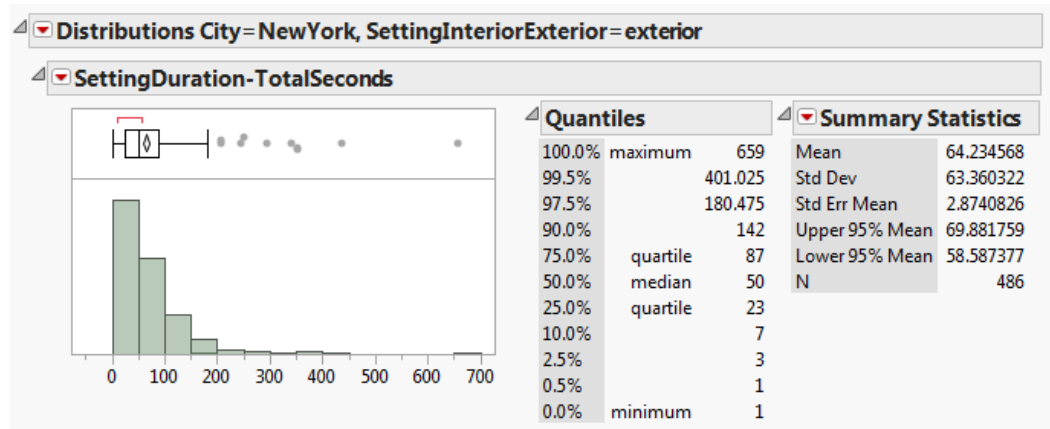 Distributions City=NewYork, SettingInteriorExterior=exterior
SettingDuration-TotalSeconds
0 100 200 300 400 500 600 700
Quantiles
100.0% maximum 659
99.5% 401.025
97.5% 180.475
90.0% 142
75.0% quartile 87
50.0% median 50
25.0% quartile 23
10.0% 7
2.5% 3
0.5% 1
0.0% minimum 1
Summary Statistics
Mean 64.234568
Std Dev 63.360322
Std Err Mean 2.8740826
Upper 95% Mean 69.881759
Lower 95% Mean 58.587377
N 486